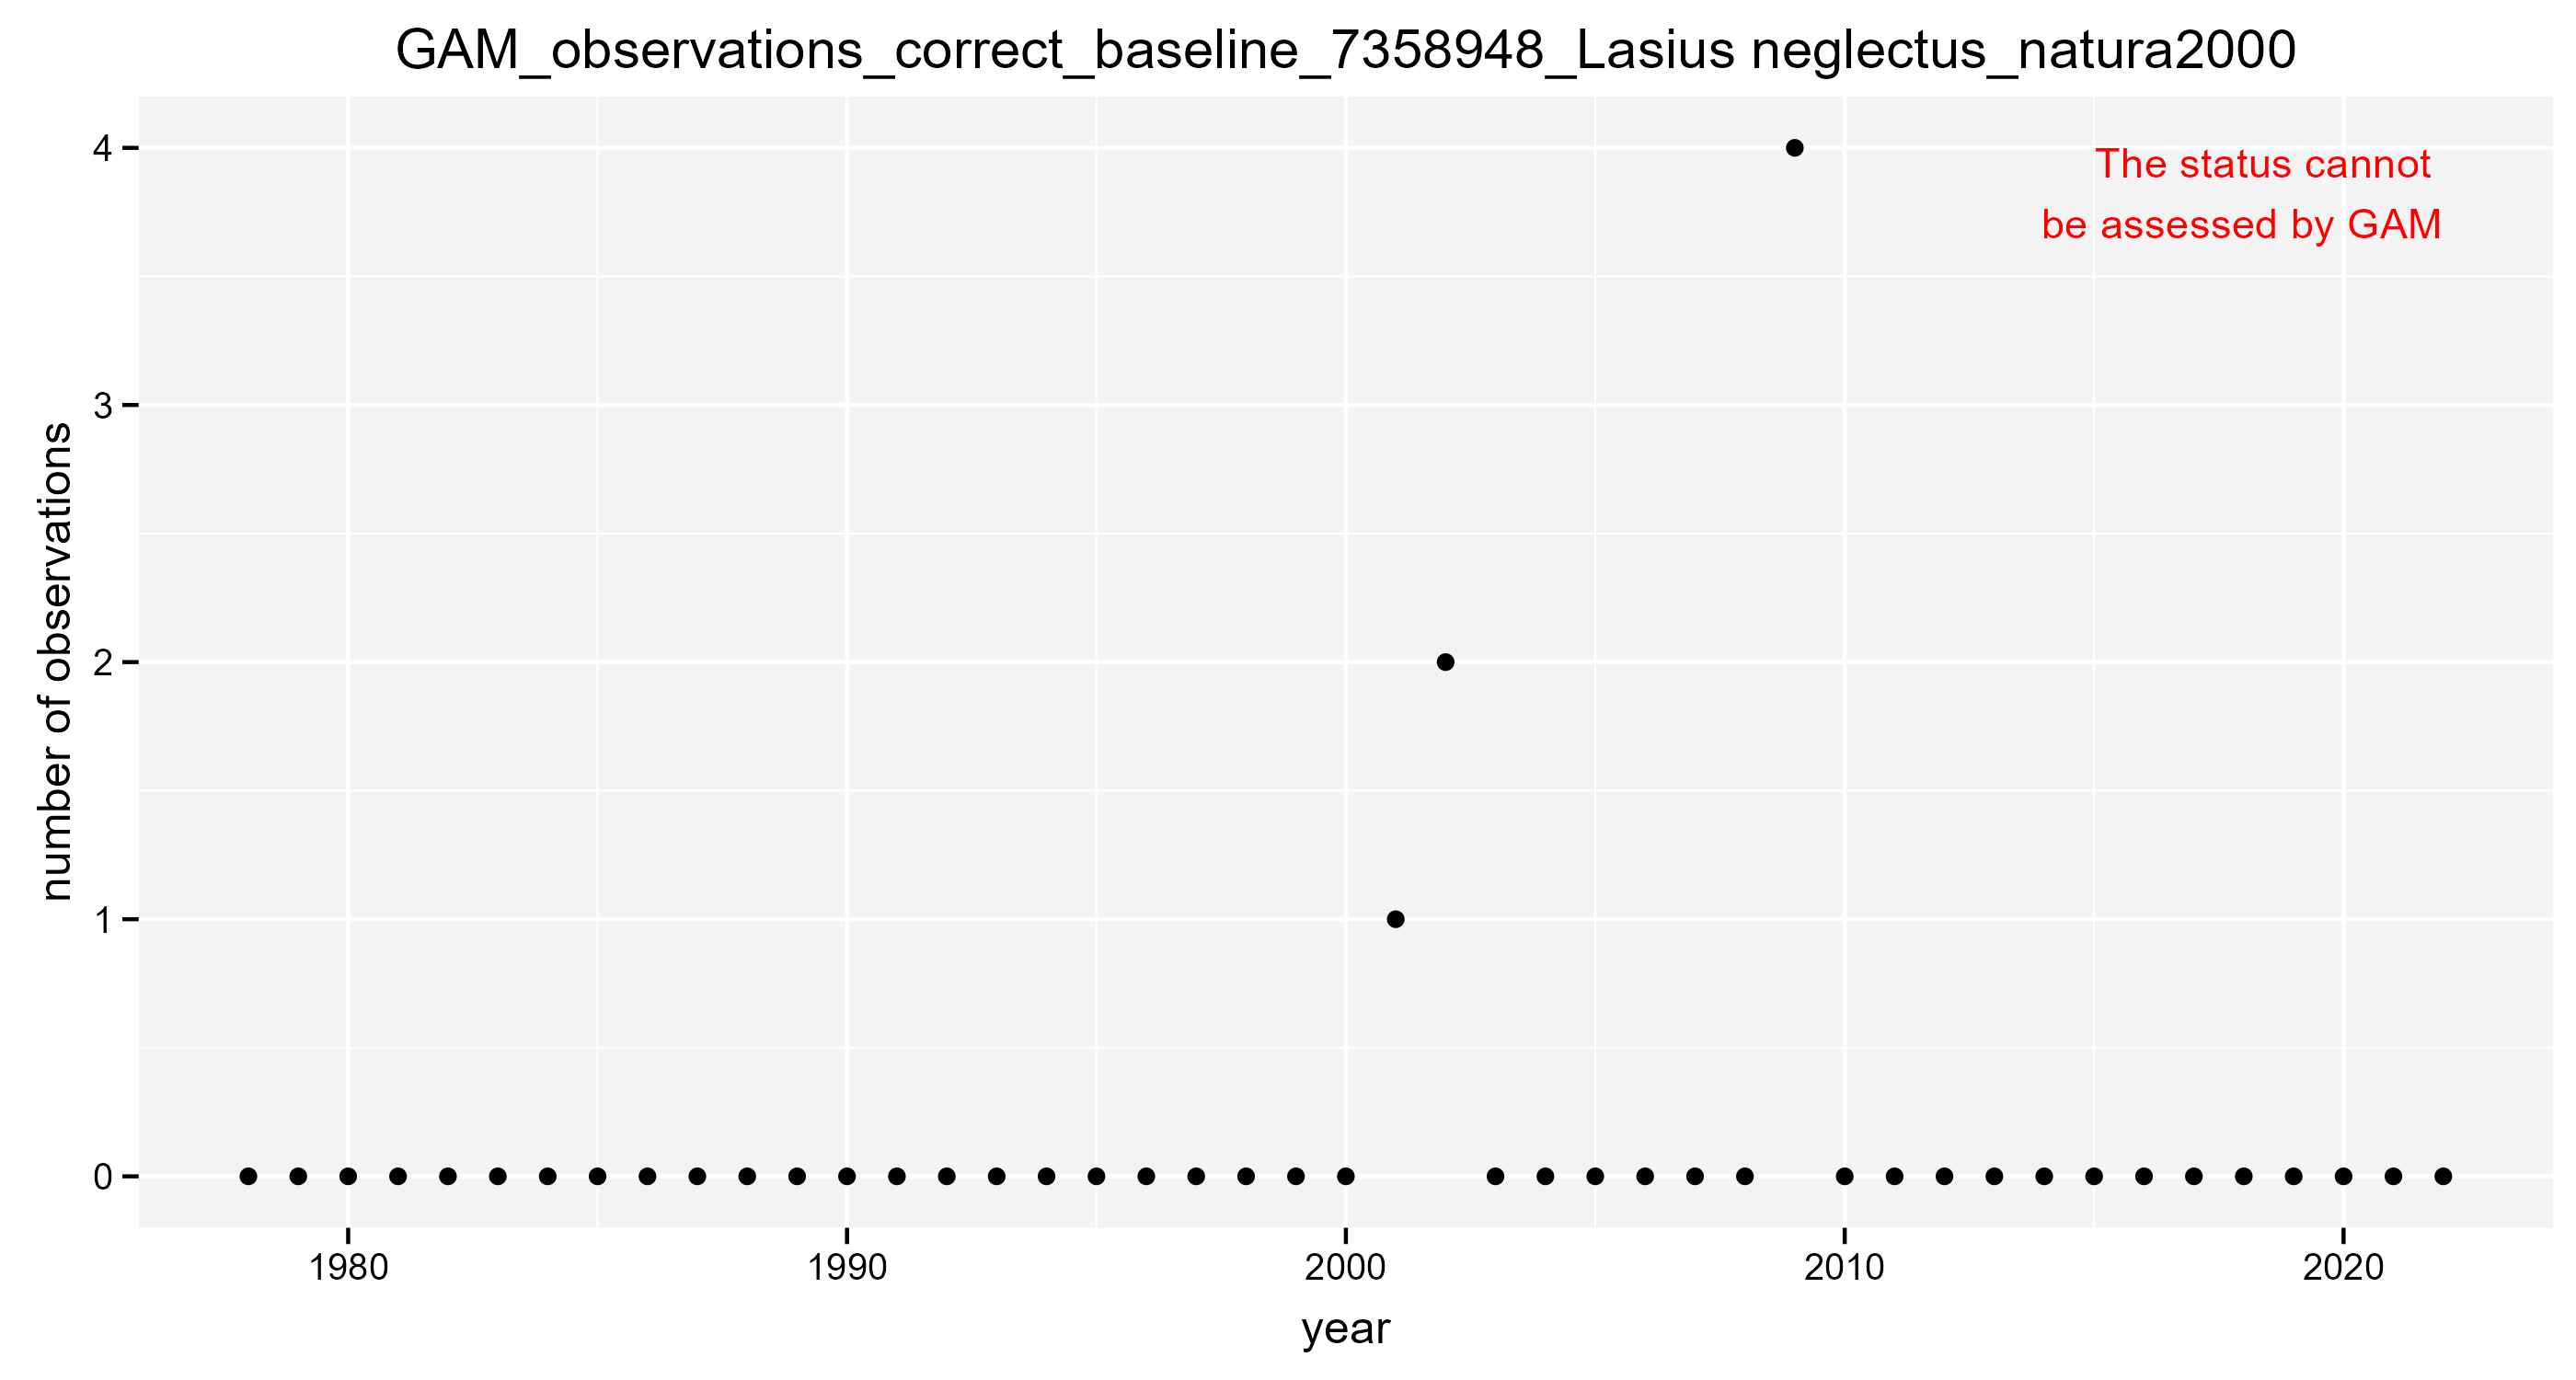 GAM_observations_correct_baseline_7358948_Lasius neglectus_natura2000
The status cannot
be assessed by GAM
number of observations
4
3
2
1
0
1980
1990
2000
2010
2020
year